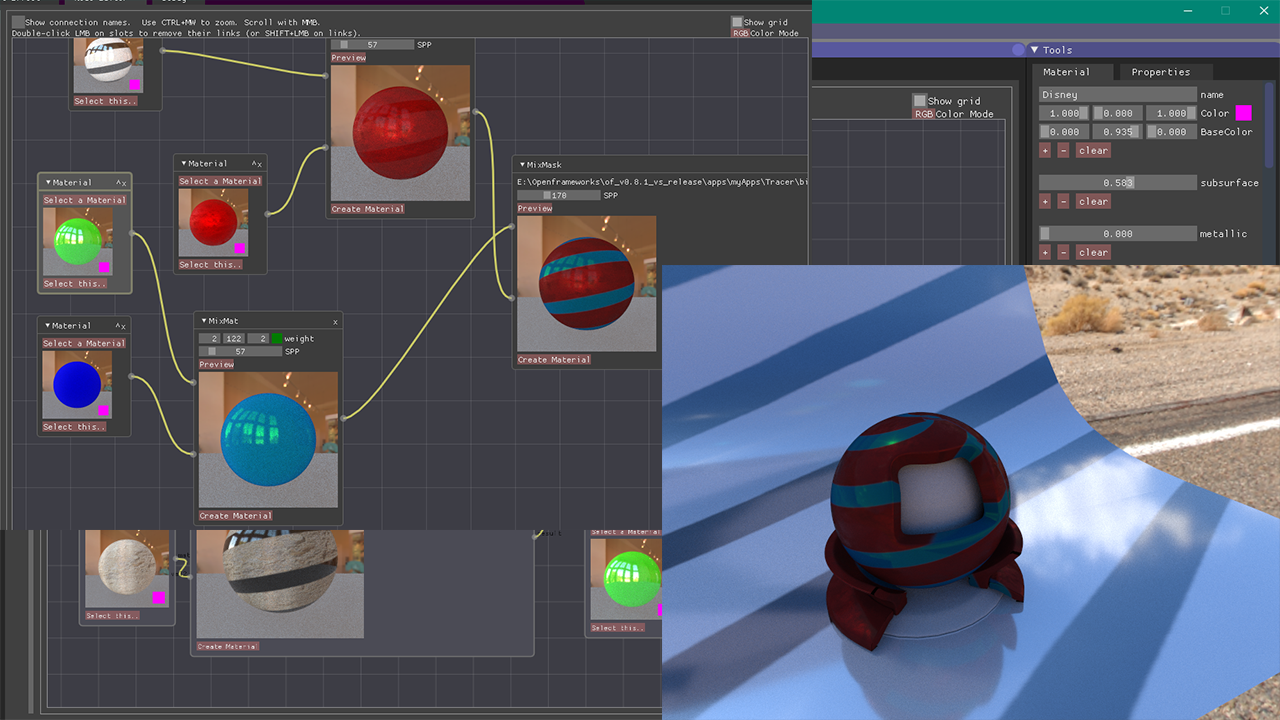 Show connection names. Use CTRL+MW to zoom. Scroll with MMB.
Double-click LMB on slots to remove their links (or SHIFT+LMB on links).
Show grid
RGB Color Mode
Select this..
57 SPP
Preview
Create Material
Material ^x
Select a Material
Select this..
Material ^x
Select a Material
Select this..
Material ^x
Select a Material
Select this..
MixMat x
2 122 2 weight
57 SPP
Preview
Create Material
MixMask
E:\Openframeworks\of_v0.8.1_vs_release\apps\myApps\Tracer\bi
170 SPP
Preview
Create Material
Show grid
RGB Color Mode
Tools
Material Properties
Disney name
1.000 0.000 1.000 Color
0.000 0.935 0.000 BaseColor
+ - clear
0.583 subsurface
+ - clear
0.000 metallic
+ - clear
Select this..
Create Material
Select a Material
Select this..